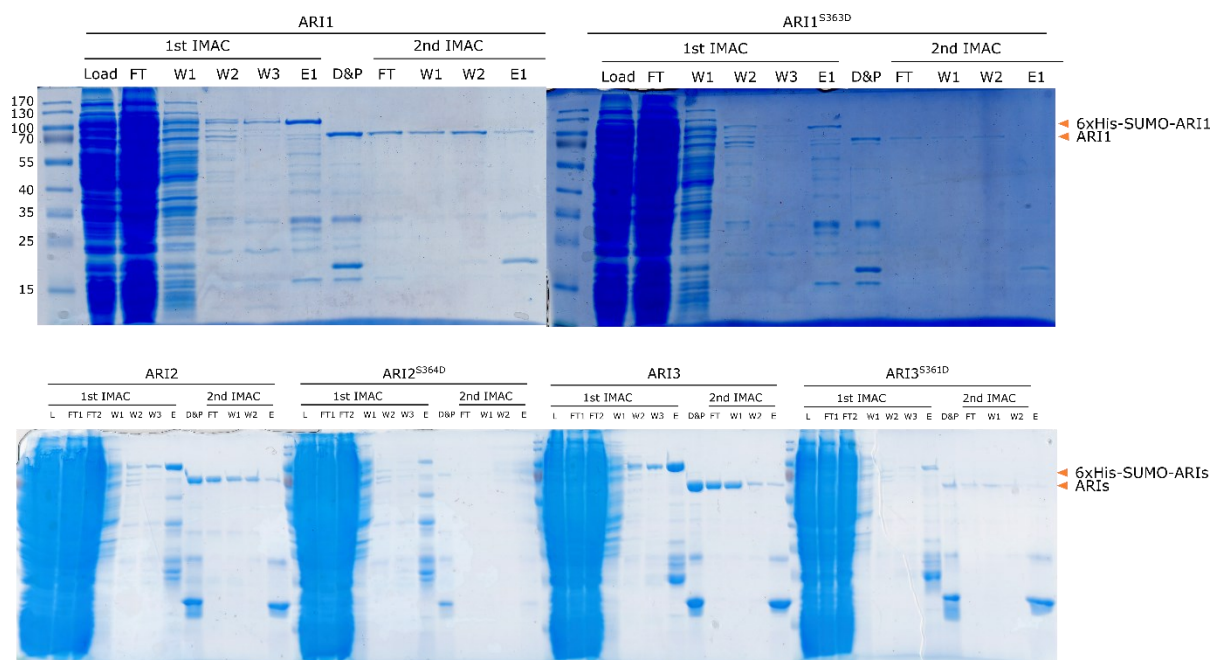 ARI1 ARI1S363D
1st IMAC 2nd IMAC 1st IMAC 2nd IMAC
Load FT W1 W2 W3 E1 D&P FT W1 W2 E1 Load FT W1 W2 W3 E1 D&P FT W1 W2 E1
170
130
100
70
55
40
35
25
15
6xHis-SUMO-ARI1
ARI1
ARI2 ARI2S364D ARI3 ARI3S361D
1st IMAC 2nd IMAC 1st IMAC 2nd IMAC 1st IMAC 2nd IMAC 1st IMAC 2nd IMAC
L FT1 FT2 W1 W2 W3 E D&P FT W1 W2 E L FT1 FT2 W1 W2 W3 E D&P FT W1 W2 E L FT1 FT2 W1 W2 W3 E D&P FT W1 W2 E L FT1 FT2 W1 W2 W3 E D&P FT W1 W2 E
6xHis-SUMO-ARIs
ARIs